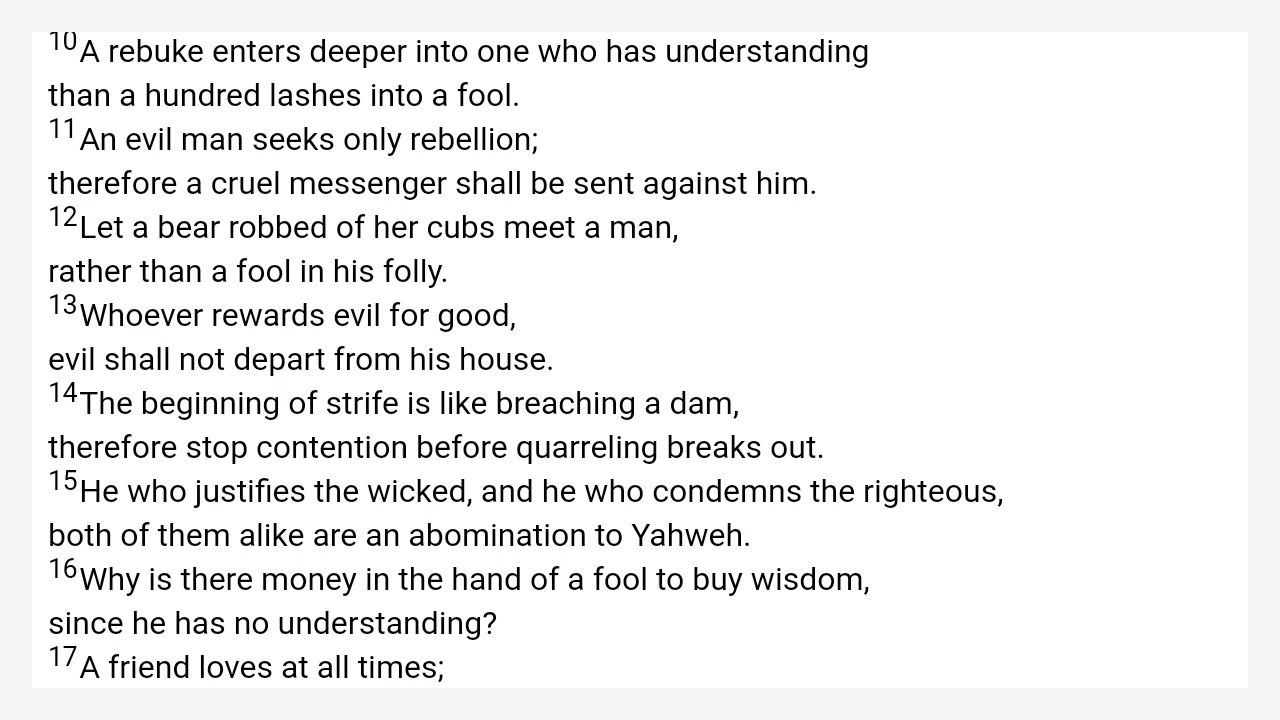 10A rebuke enters deeper into one who has understanding
than a hundred lashes into a fool.
11An evil man seeks only rebellion;
therefore a cruel messenger shall be sent against him.
12Let a bear robbed of her cubs meet a man,
rather than a fool in his folly.
13Whoever rewards evil for good,
evil shall not depart from his house.
14The beginning of strife is like breaching a dam,
therefore stop contention before quarreling breaks out.
15He who justifies the wicked, and he who condemns the righteous,
both of them alike are an abomination to Yahweh.
16Why is there money in the hand of a fool to buy wisdom,
since he has no understanding?
17A friend loves at all times;